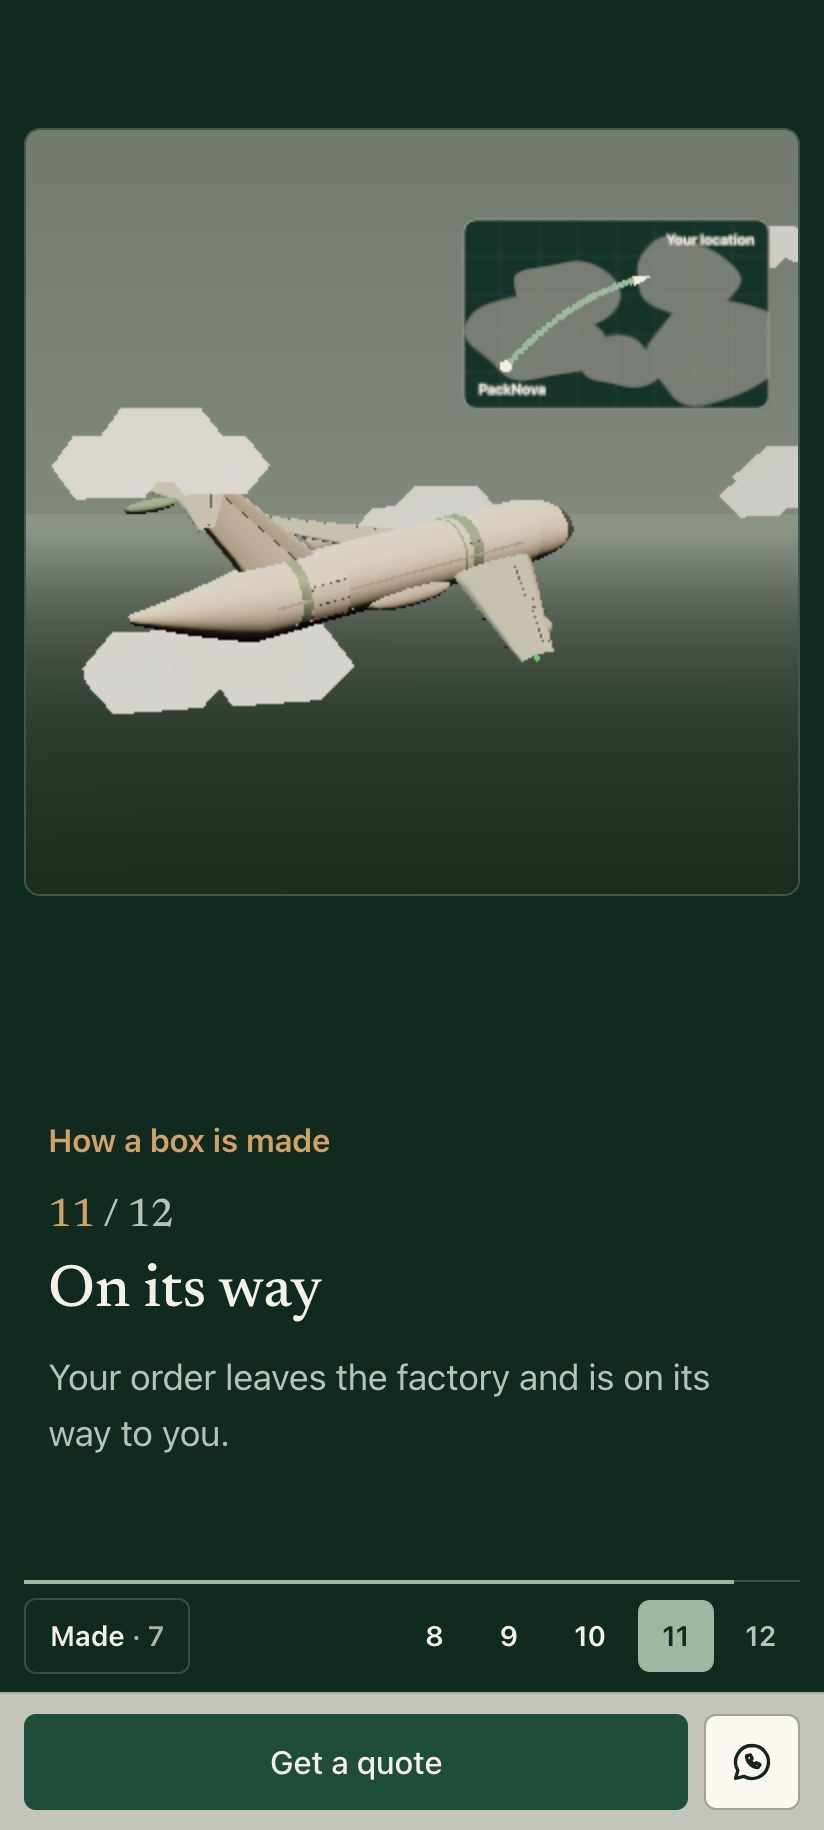 Your location
PackNova
How a box is made
11 / 12
On its way
Your order leaves the factory and is on its
way to you.
Made · 7
8
9
10
11
12
Get a quote